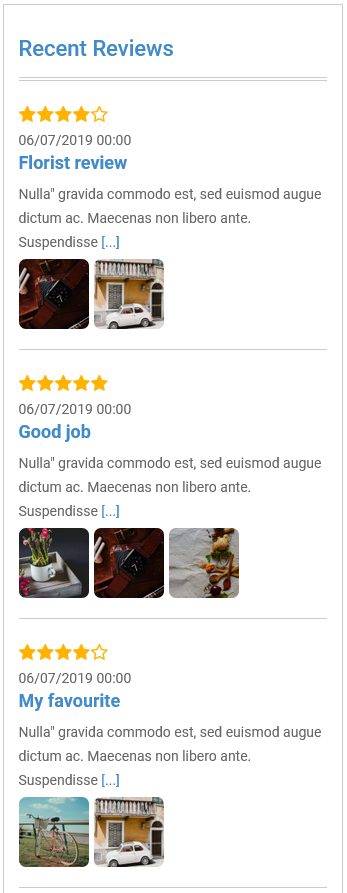 Recent Reviews
06/07/2019 00:00
Florist review
Nulla" gravida commodo est, sed euismod augue
dictum ac. Maecenas non libero ante.
Suspendisse [...]
06/07/2019 00:00
Good job
Nulla" gravida commodo est, sed euismod augue
dictum ac. Maecenas non libero ante.
Suspendisse [...]
06/07/2019 00:00
My favourite
Nulla" gravida commodo est, sed euismod augue
dictum ac. Maecenas non libero ante.
Suspendisse [...]